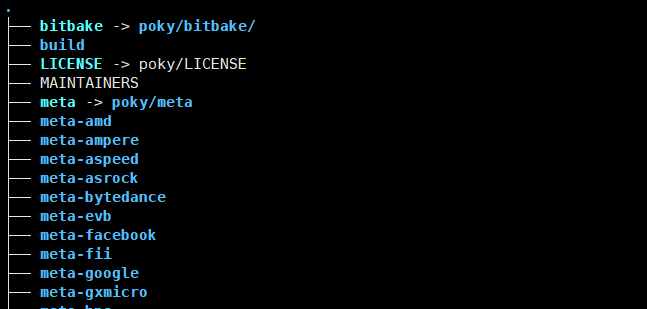 .
├── bitbake -> poky/bitbake/
├── build
├── LICENSE -> poky/LICENSE
├── MAINTAINERS
├── meta -> poky/meta
├── meta-amd
├── meta-ampere
├── meta-aspeed
├── meta-asrock
├── meta-bytedance
├── meta-evb
├── meta-facebook
├── meta-fii
├── meta-google
├── meta-gxmicro